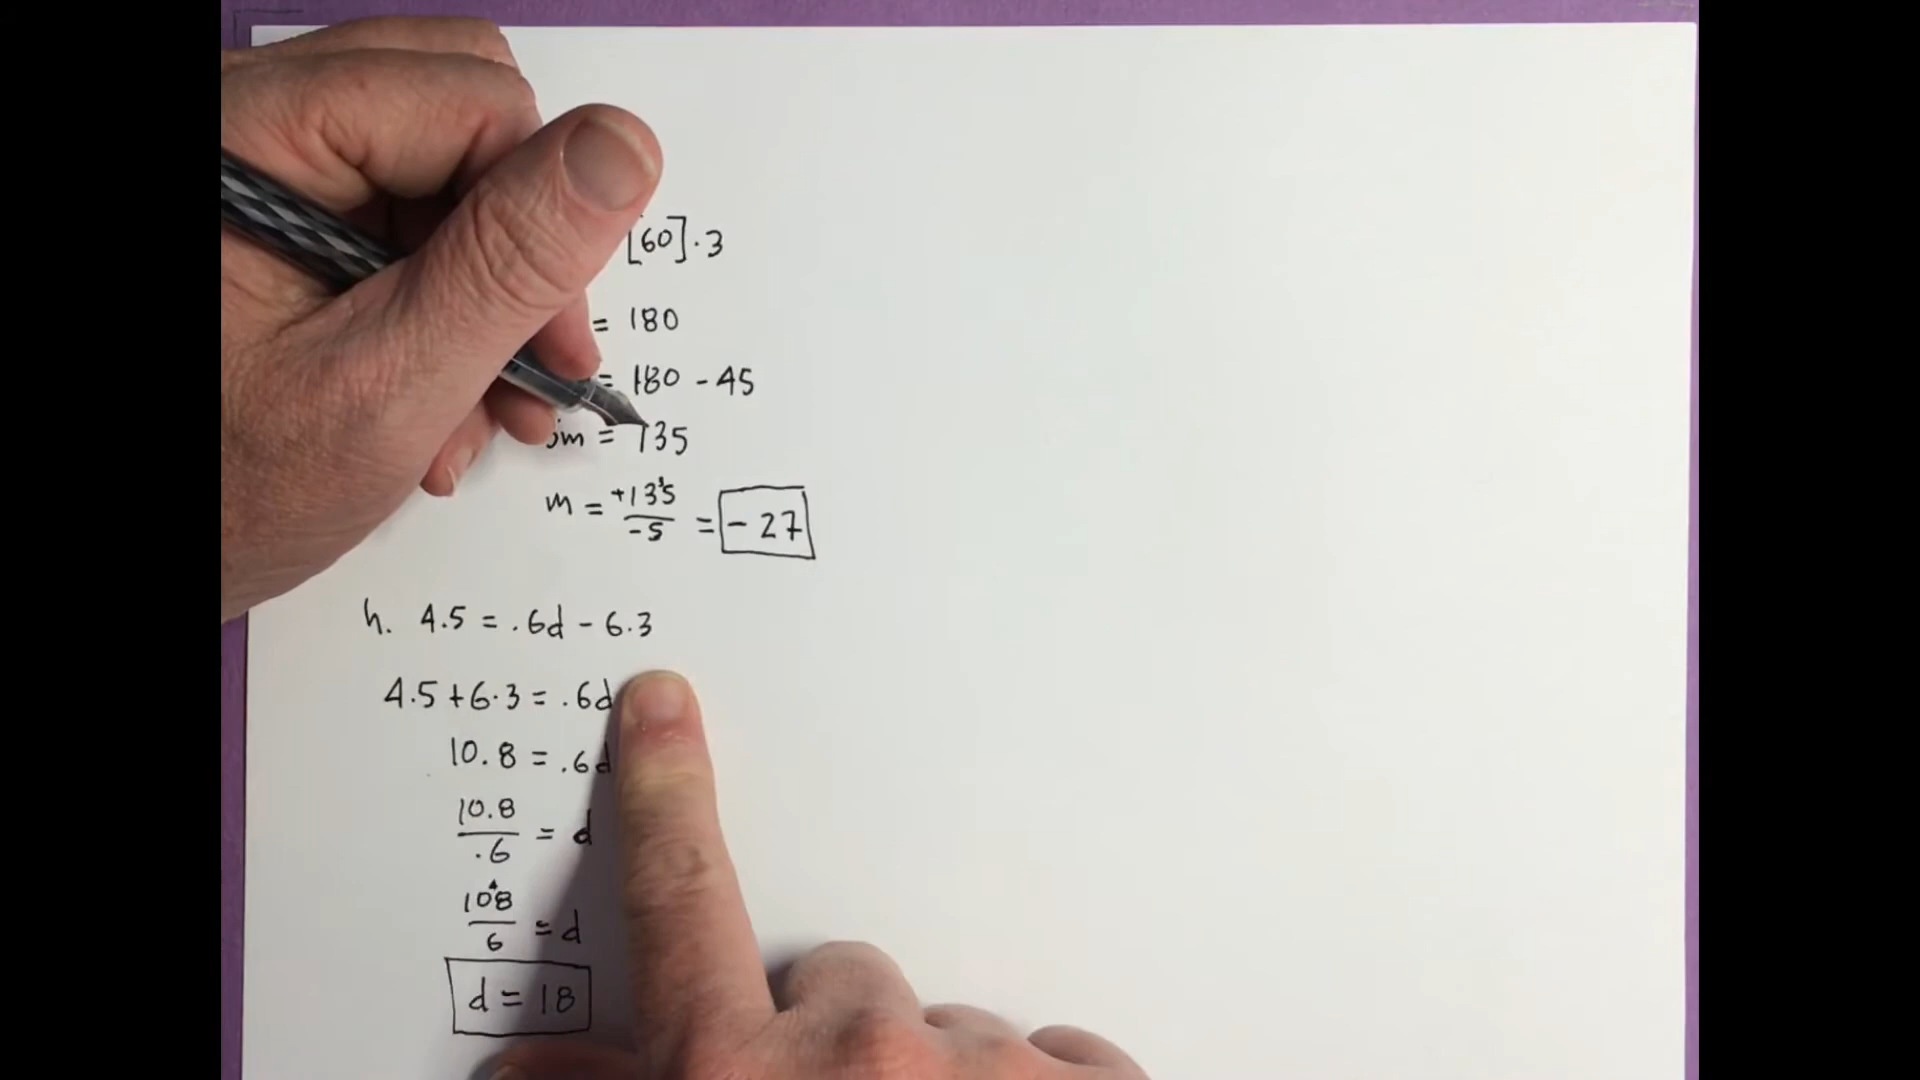 [60]·3
= 180
= 180 - 45
m = 135
m = +135/-5 = -27
h. 4.5 = .6d - 6.3
4.5 + 6.3 = .6d
10.8 = .6d
10.8/.6 = d
108/6 = d
d = 18